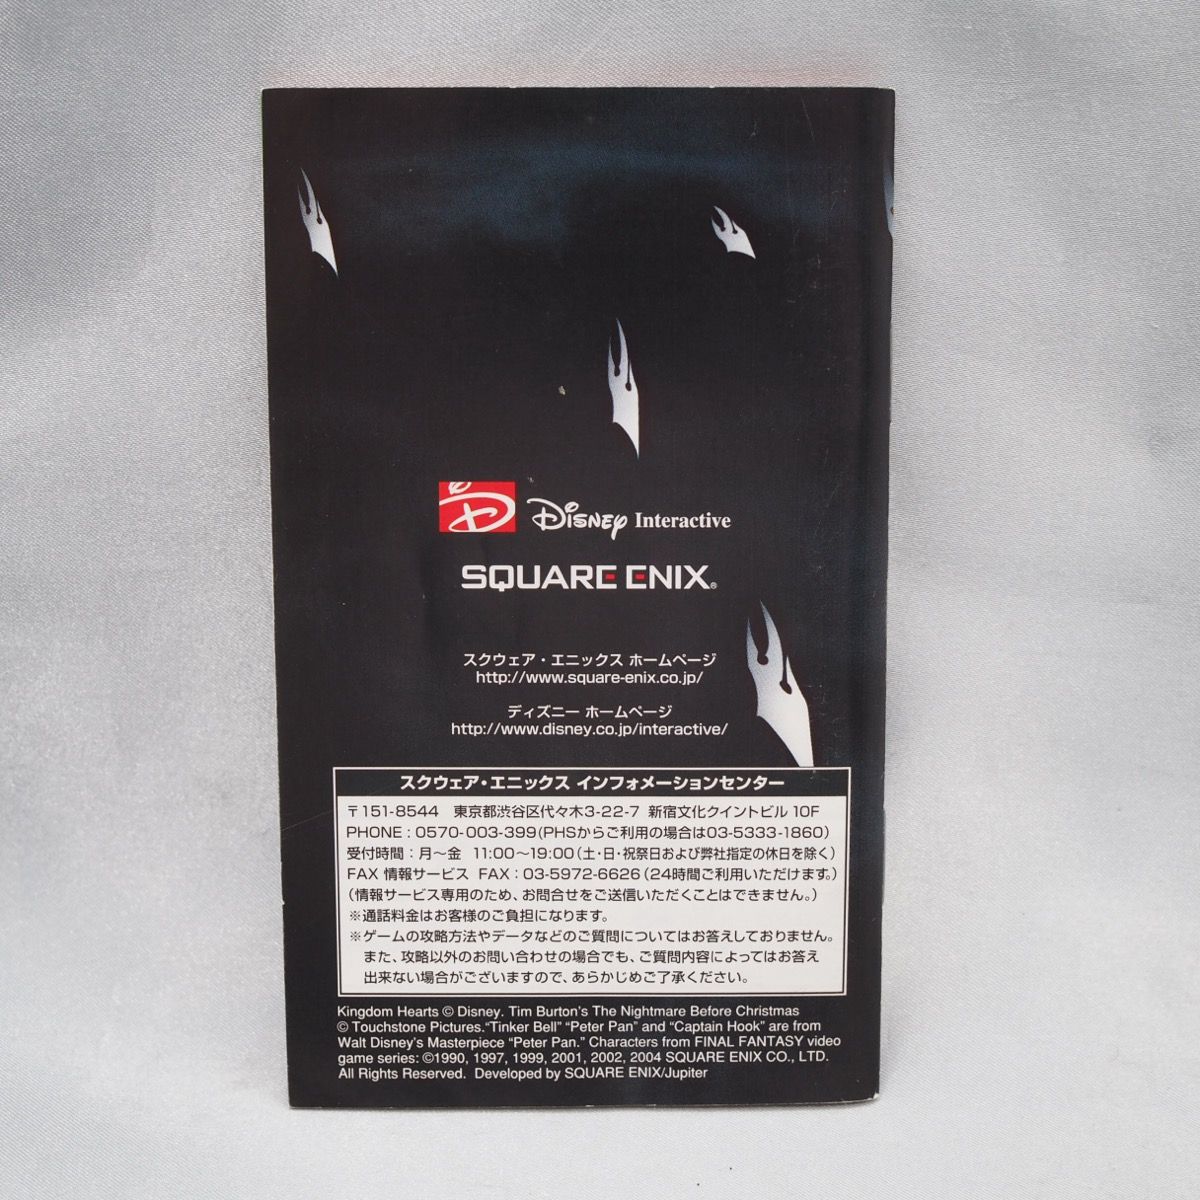 Disney Interactive
SQUARE ENIX®
スクウェア・エニックス ホームページ
http://www.square-enix.co.jp/
ディズニー ホームページ
http://www.disney.co.jp/interactive/
スクウェア・エニックス インフォメーションセンター
〒151-8544　東京都渋谷区代々木3-22-7 新宿文化クイントビル 10F
PHONE：0570-003-399(PHSからご利用の場合は03-5333-1860)
受付時間：月～金　11:00～19:00(土・日・祝祭日および弊社指定の休日を除く)
FAX 情報サービス　FAX：03-5972-6626(24時間ご利用いただけます。)
(情報サービス専用のため、お問合せをご送信いただくことはできません。)
※通話料金はお客様のご負担になります。
※ゲームの攻略方法やデータなどのご質問についてはお答えしておりません。
また、攻略以外のお問い合わせの場合でも、ご質問内容によってはお答え
出来ない場合がございますので、あらかじめご了承ください。
Kingdom Hearts © Disney. Tim Burton's The Nightmare Before Christmas
© Touchstone Pictures.“Tinker Bell” “Peter Pan” and “Captain Hook” are from
Walt Disney's Masterpiece “Peter Pan.” Characters from FINAL FANTASY video
game series: ©1990, 1997, 1999, 2001, 2002, 2004 SQUARE ENIX CO., LTD.
All Rights Reserved. Developed by SQUARE ENIX/Jupiter